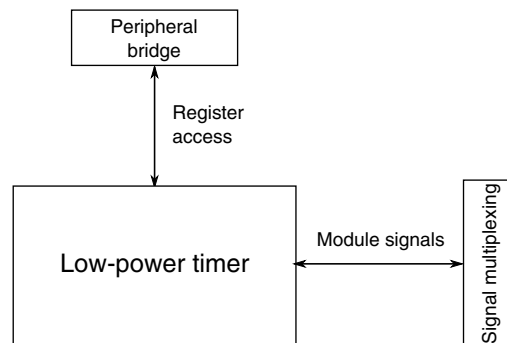 Peripheral
bridge
Register
access
Low-power timer
Module signals
Signal multiplexing